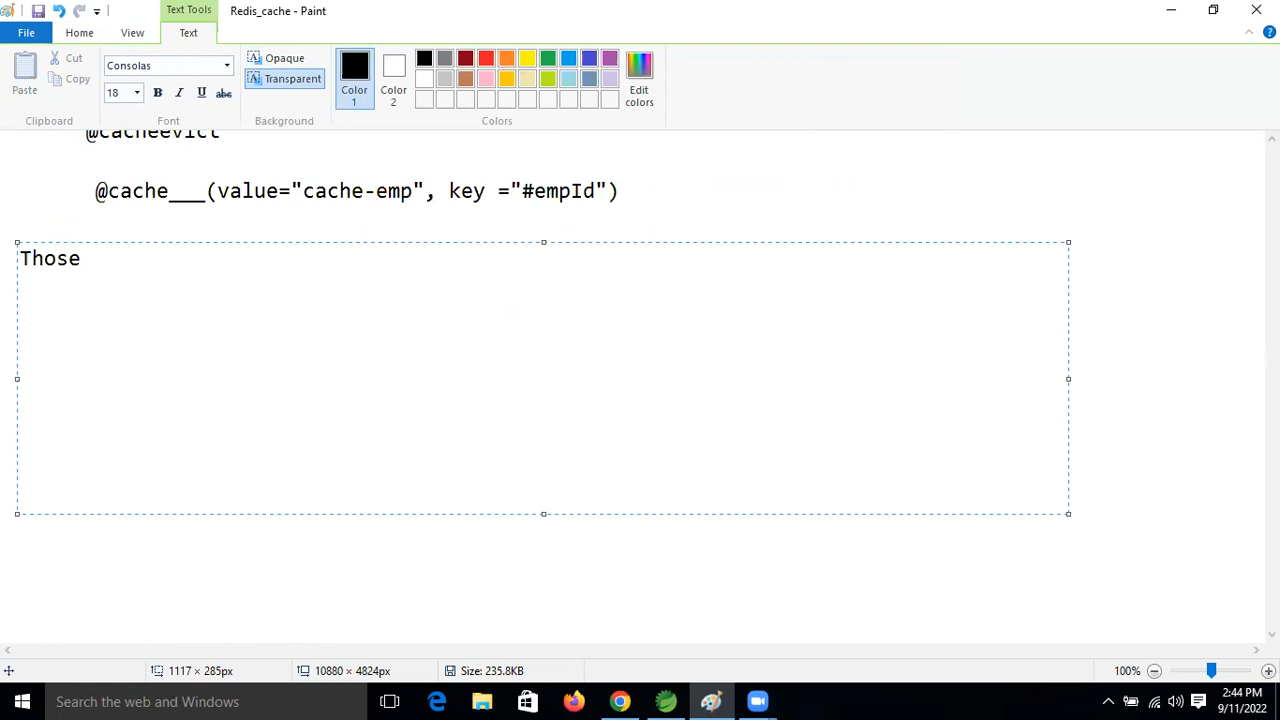 Text Tools
Redis_cache - Paint
File
Home
View
Text
Paste
Cut
Copy
Clipboard
Consolas
18
B I U abc
Font
Opaque
Transparent
Background
Color 1
Color 2
Edit colors
Colors
@cacheevict
@cache___(value="cache-emp", key ="#empId")
Those
1117 × 285px
10880 × 4824px
Size: 235.8KB
100%
Search the web and Windows
2:44 PM
9/11/2022